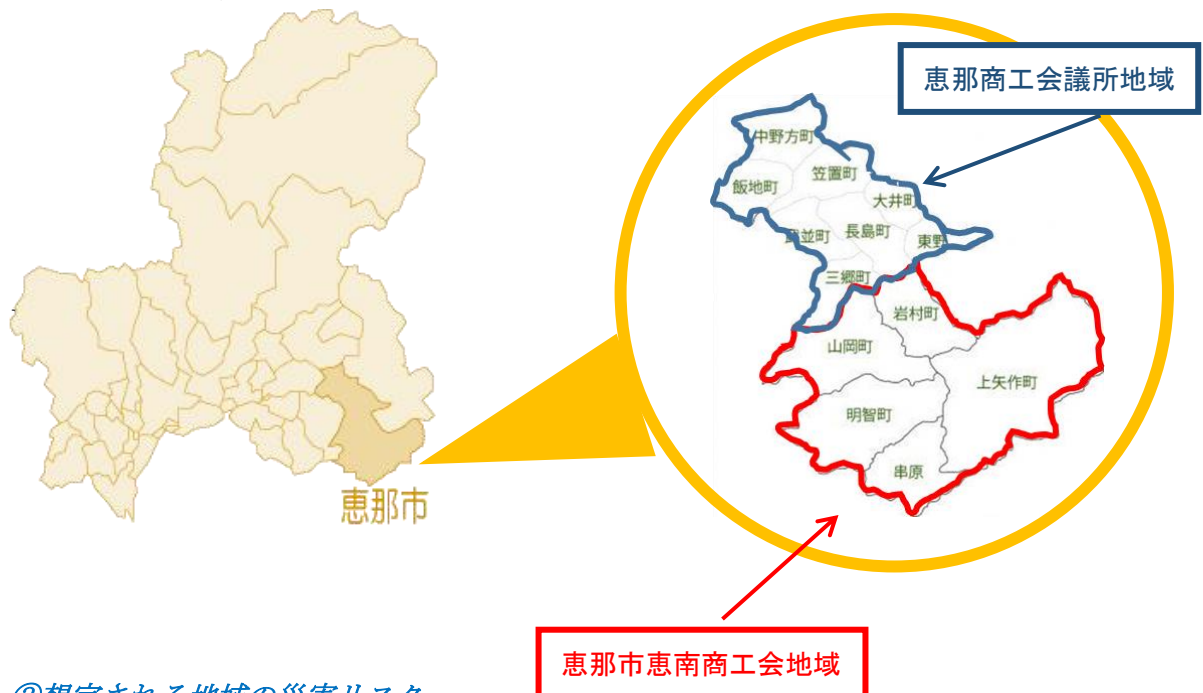 恵那商工会議所地域
中野方町
笠置町
飯地町
大井町
長島町
東野
三郷町
岩村町
山岡町
上矢作町
明智町
串原
恵那市
恵那市恵南商工会地域